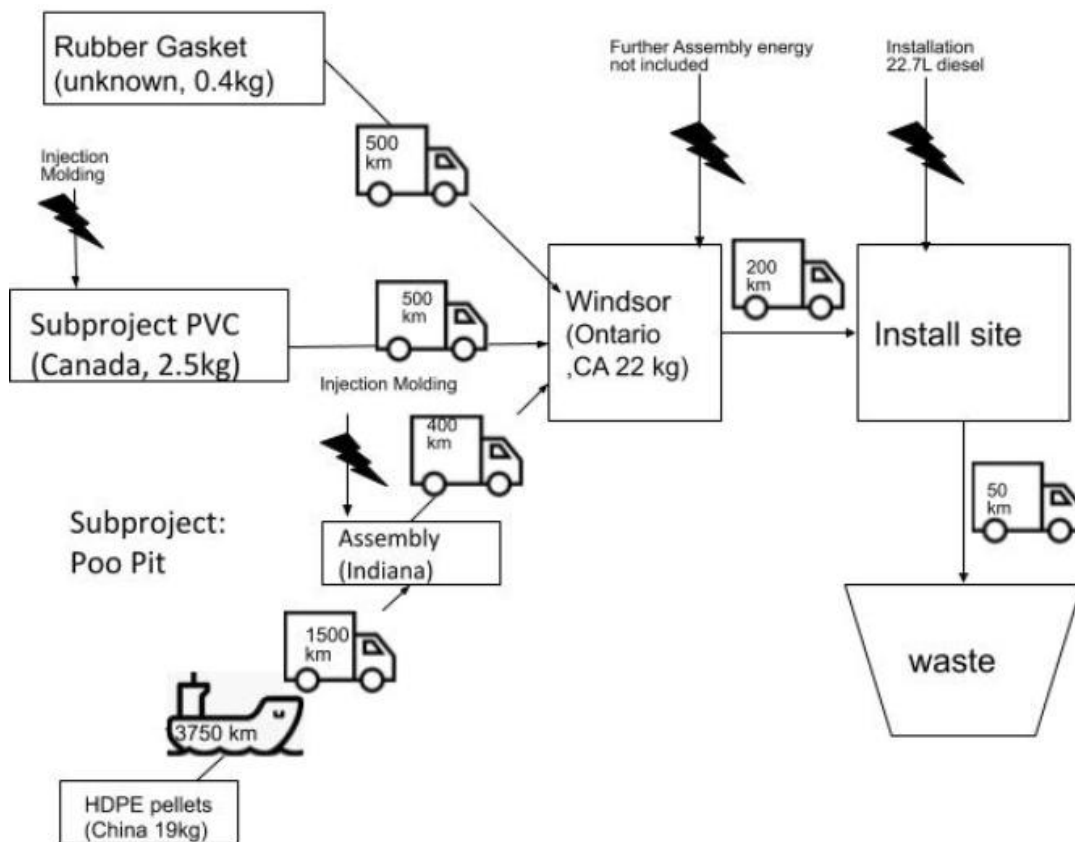 Rubber Gasket
(unknown, 0.4kg)
Further Assembly energy
not included
Installation
22.7L diesel
500
km
Injection
Molding
200
km
500
km
Subproject PVC
(Canada, 2.5kg)
Windsor
(Ontario
,CA 22 kg)
Install site
Injection Molding
400
km
50
km
Subproject:
Poo Pit
Assembly
(Indiana)
1500
km
waste
13750 km
HDPE pellets
(China 19kg)